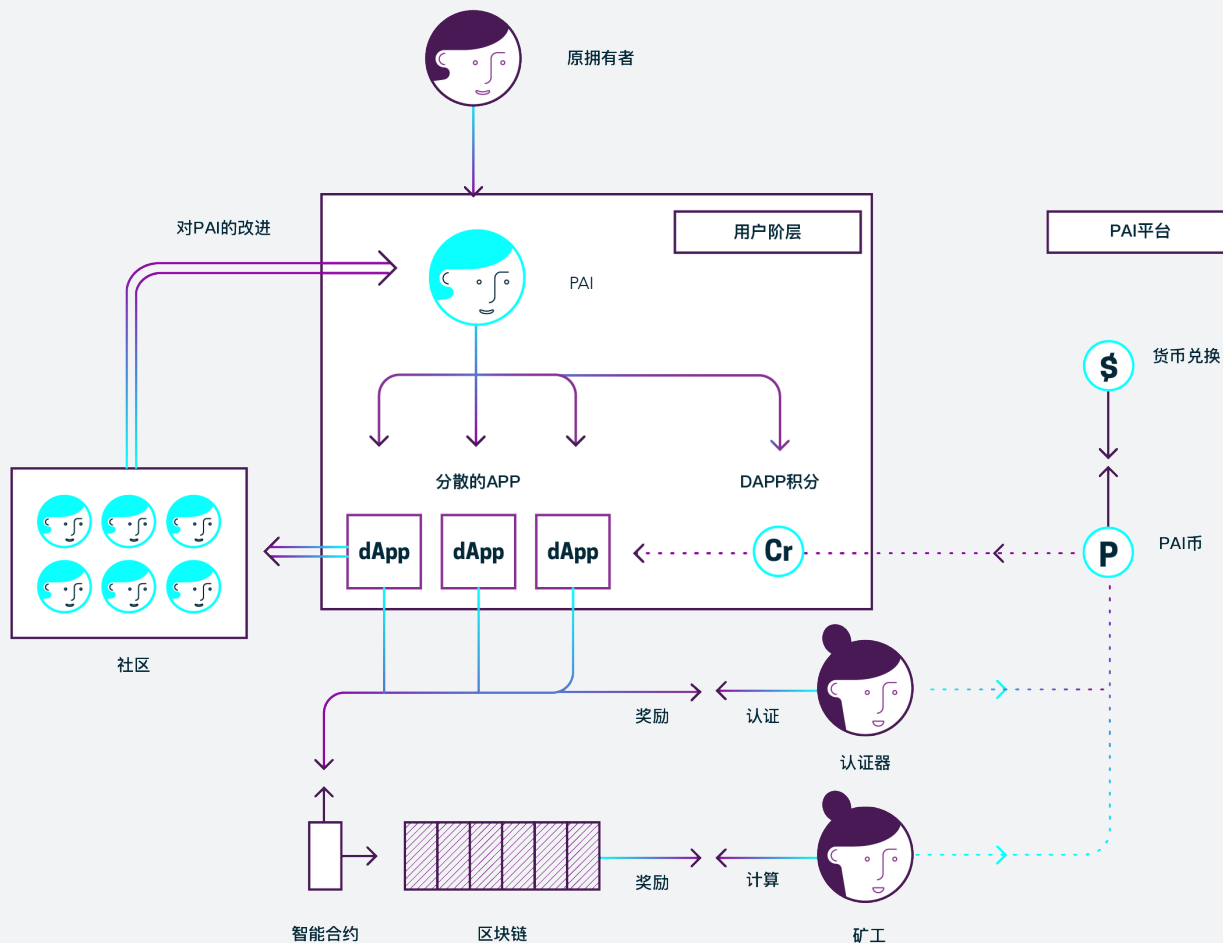 原拥有者
对PAI的改进
用户阶层
PAI平台
PAI
$
货币兑换
分散的APP
DAPP积分
dApp
dApp
dApp
Cr
P
PAI币
社区
奖励
认证
认证器
奖励
计算
智能合约
区块链
矿工